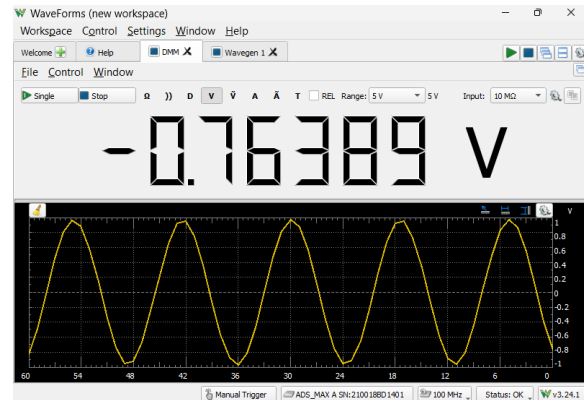 WaveForms (new workspace)
Workspace Control Settings Window Help
Welcome Help DMM Wavegen 1
File Control Window
Single Stop Ω )) D V Ṽ A Ã T REL Range: 5 V 5 V Input: 10 MΩ
-0.76389 V
V
1
0.8
0.6
0.4
0.2
0
-0.2
-0.4
-0.6
-0.8
-1
60 54 48 42 36 30 24 18 12 6 0
Manual Trigger ADS_MAX A SN:210018BD1401 100 MHz Status: OK v3.24.1